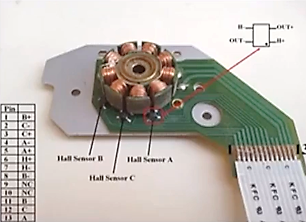 OUT+
OUT-
H+
Pin
1 B+
2 C-
3 C+
4 A-
5 A+
6 H+
7 H-
8 B-
9 NC
10 NC
11 B
12 C
13 A
Hall Sensor B
Hall Sensor A
Hall Sensor C